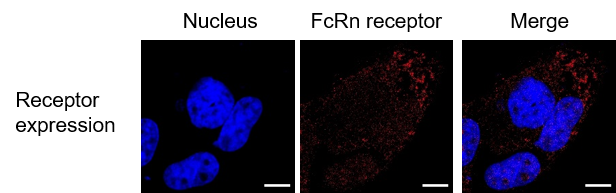 Nucleus
FcRn receptor
Merge
Receptor
expression